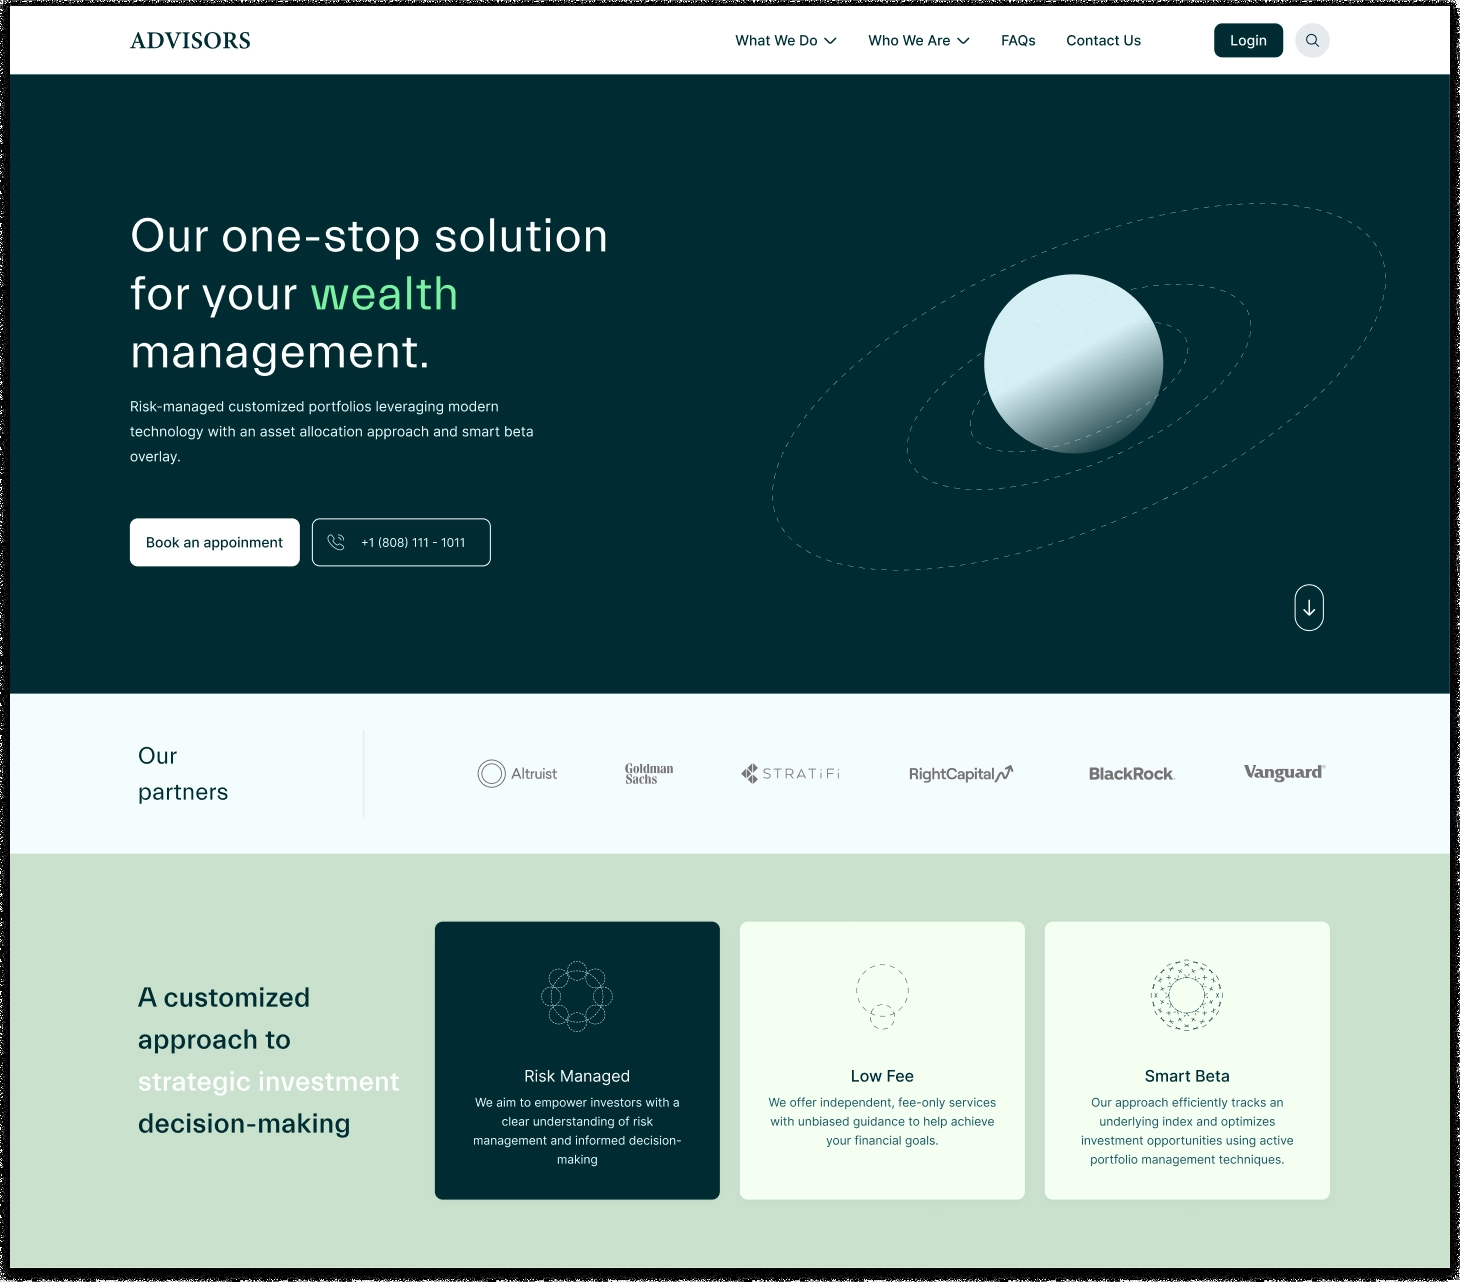 ADVISORS
What We Do
Who We Are
FAQs
Contact Us
Login
Our one-stop solution
for your wealth
management.
Risk-managed customized portfolios leveraging modern
technology with an asset allocation approach and smart beta
overlay.
Book an appoinment
+1 (808) 111 - 1011
Our
partners
Altruist
Goldman
Sachs
STRATiFi
RightCapital
BlackRock
Vanguard
A customized
approach to
strategic investment
decision-making
Risk Managed
We aim to empower investors with a
clear understanding of risk
management and informed decision-
making
Low Fee
We offer independent, fee-only services
with unbiased guidance to help achieve
your financial goals.
Smart Beta
Our approach efficiently tracks an
underlying index and optimizes
investment opportunities using active
portfolio management techniques.